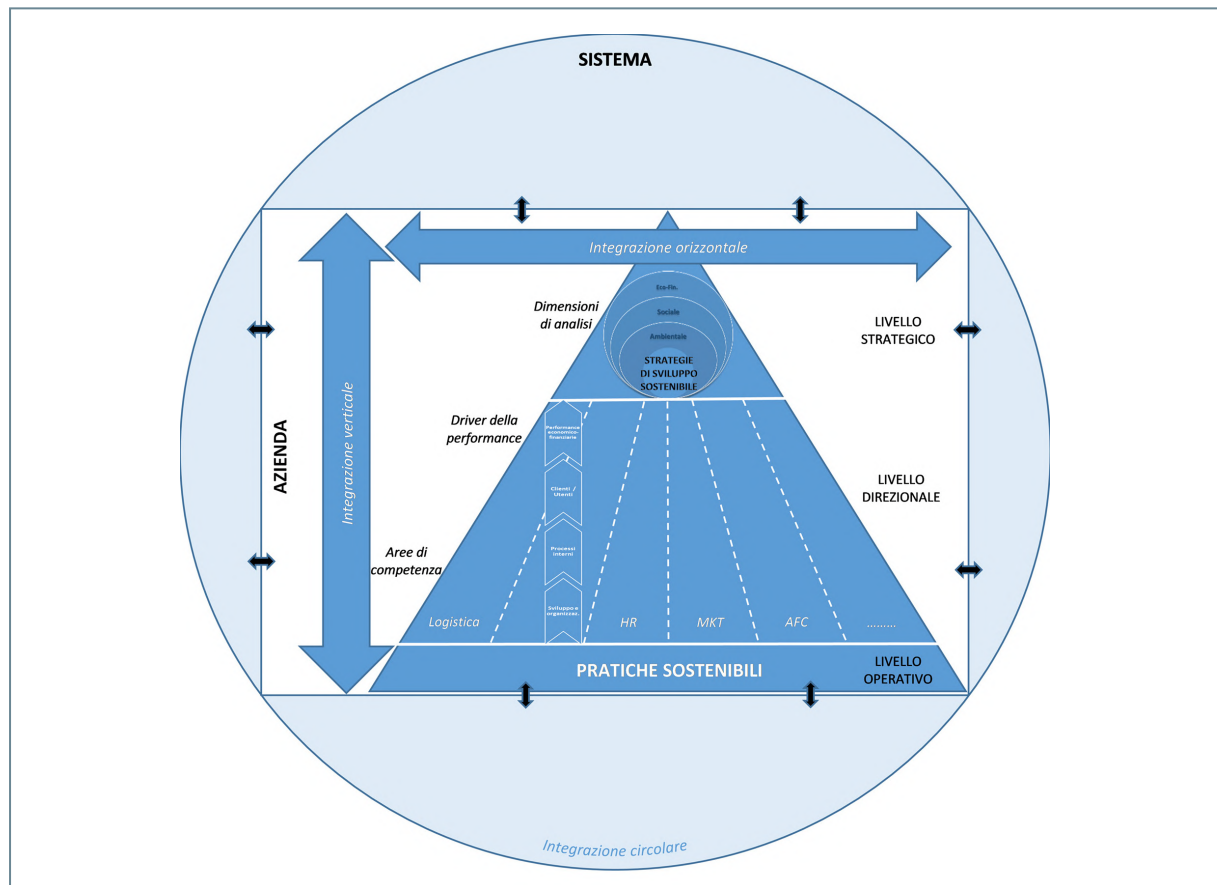 SISTEMA
Integrazione orizzontale
Dimensioni
di analisi
Eco-Fin.
Sociale
Ambientale
STRATEGIE
DI SVILUPPO
SOSTENIBILE
LIVELLO
STRATEGICO
AZIENDA
Integrazione verticale
Driver della
performance
Performance
economico-
finanziarie
Clienti /
Utenti
LIVELLO
DIREZIONALE
Processi
interni
Aree di
competenza
Sviluppo e
organizzaz.
Logistica
HR
MKT
AFC
.........
PRATICHE SOSTENIBILI
LIVELLO
OPERATIVO
Integrazione circolare